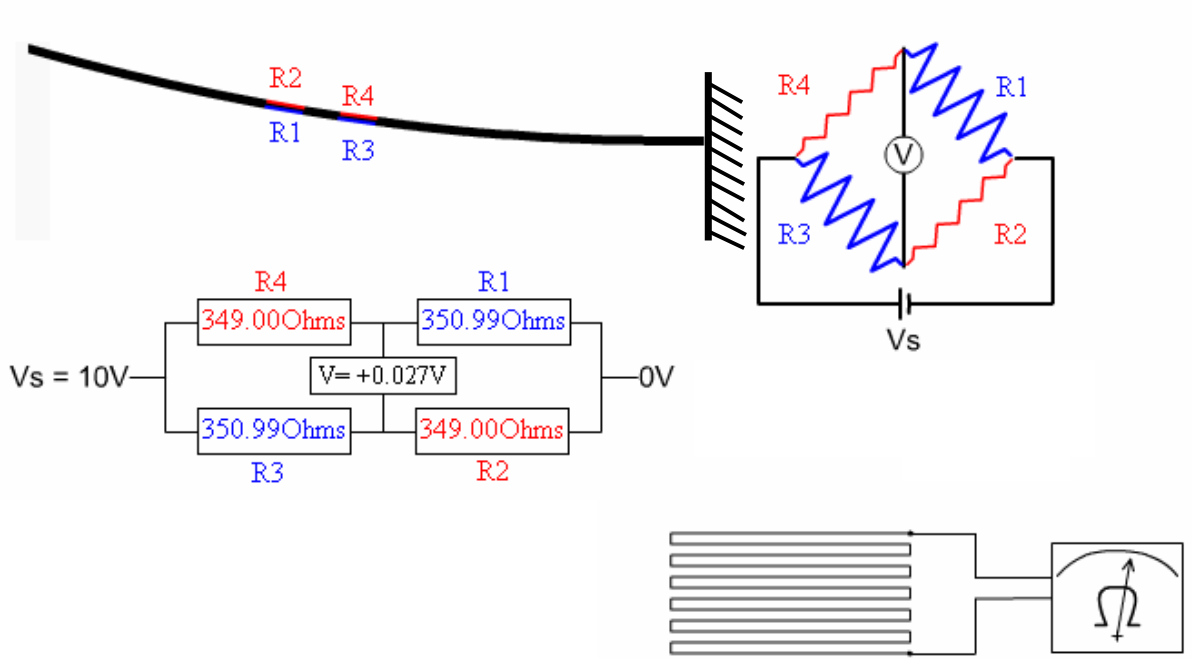 R2
R4
R1
R3
R4
R1
V
R3
R2
Vs
R4
R1
349.00Ohms
350.99Ohms
Vs = 10V
V= +0.027V
0V
350.99Ohms
349.00Ohms
R3
R2
Ω